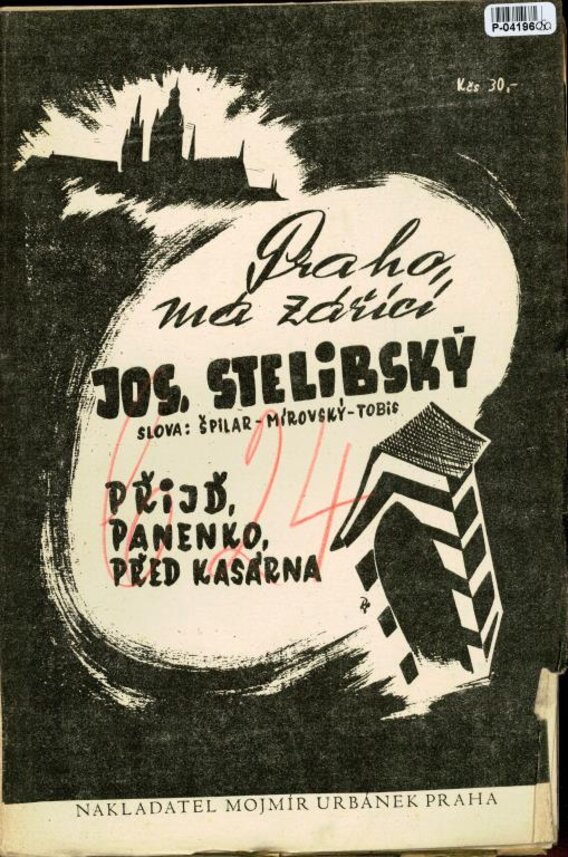 P-04196
Kčs 30,-
Praho,
má zářící
JOS. STELIBSKÝ
SLOVA: ŠPILAR - MÍROVSKÝ - TOBIS
624
PŘIJĎ,
PANENKO,
PŘED KASÁRNA
NAKLADATEL MOJMÍR URBÁNEK PRAHA